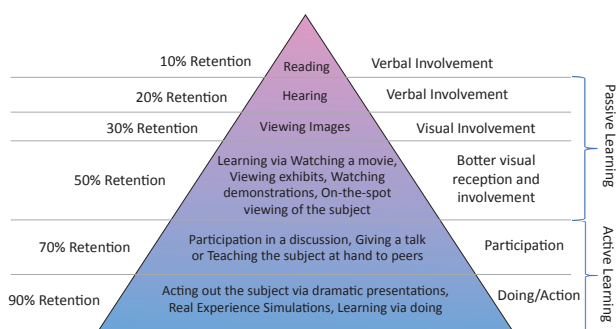 10% Retention
Reading
Verbal Involvement
20% Retention
Hearing
Verbal Involvement
30% Retention
Viewing Images
Visual Involvement
50% Retention
Learning via Watching a movie,
Viewing exhibits, Watching
demonstrations, On-the-spot
viewing of the subject
Botter visual
reception and
involvement
70% Retention
Participation in a discussion, Giving a talk
or Teaching the subject at hand to peers
Participation
90% Retention
Acting out the subject via dramatic presentations,
Real Experience Simulations, Learning via doing
Doing/Action
Passive Learning
Active Learning